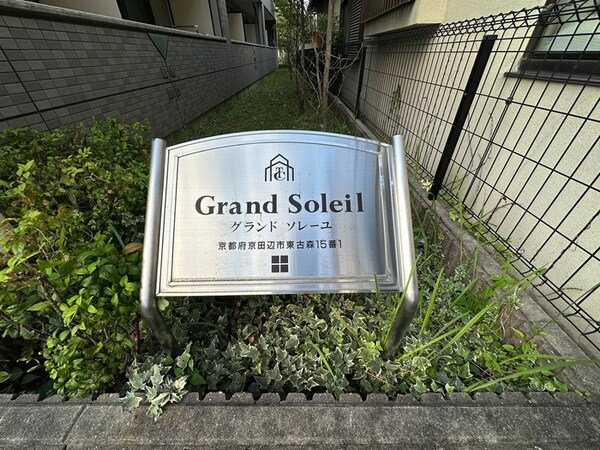 Grand Soleil
グランド ソレーユ
京都府京田辺市東古森15番1